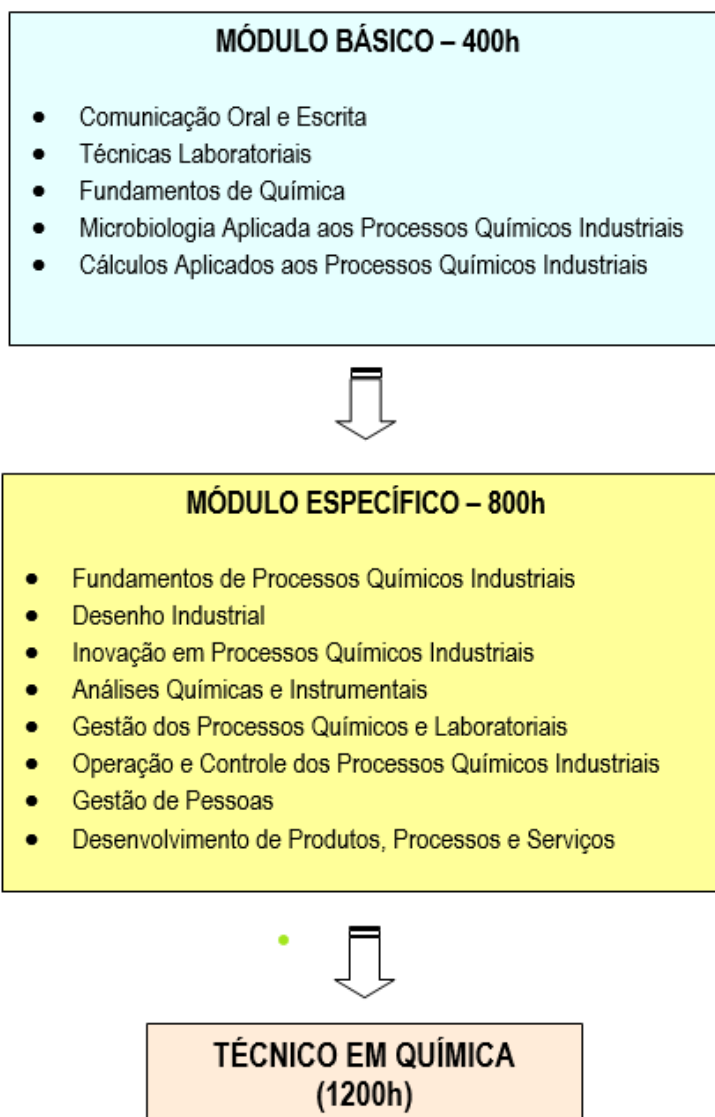 MÓDULO BÁSICO – 400h
• Comunicação Oral e Escrita
• Técnicas Laboratoriais
• Fundamentos de Química
• Microbiologia Aplicada aos Processos Químicos Industriais
• Cálculos Aplicados aos Processos Químicos Industriais
MÓDULO ESPECÍFICO – 800h
• Fundamentos de Processos Químicos Industriais
• Desenho Industrial
• Inovação em Processos Químicos Industriais
• Análises Químicas e Instrumentais
• Gestão dos Processos Químicos e Laboratoriais
• Operação e Controle dos Processos Químicos Industriais
• Gestão de Pessoas
• Desenvolvimento de Produtos, Processos e Serviços
TÉCNICO EM QUÍMICA
(1200h)